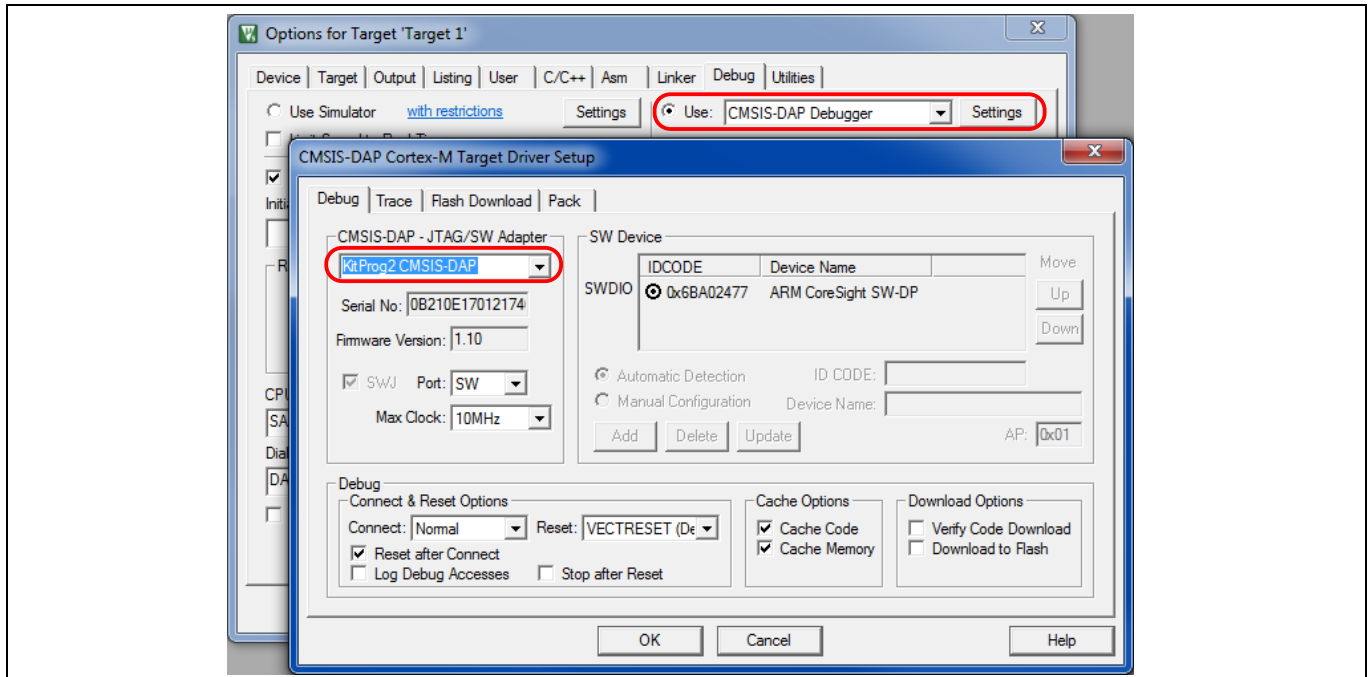 Options for Target 'Target 1'
Device Target Output Listing User C/C++ Asm Linker Debug Utilities
Use Simulator with restrictions Settings Use: CMSIS-DAP Debugger Settings
CMSIS-DAP Cortex-M Target Driver Setup
Debug Trace Flash Download Pack
CMSIS-DAP - JTAG/SW Adapter
KitProg2 CMSIS-DAP
Serial No: 0B210E17012174
Firmware Version: 1.10
SWJ Port: SW
Max Clock: 10MHz
SW Device
IDCODE Device Name
SWDIO 0x6BA02477 ARM CoreSight SW-DP
Move
Up
Down
Automatic Detection ID CODE:
Manual Configuration Device Name:
Add Delete Update AP: 0x01
Debug
Connect & Reset Options
Connect: Normal Reset: VECTRESET (De
Reset after Connect
Log Debug Accesses Stop after Reset
Cache Options
Cache Code
Cache Memory
Download Options
Verify Code Download
Download to Flash
OK Cancel Help
Initi
R
CPU
SA
Dial
DA